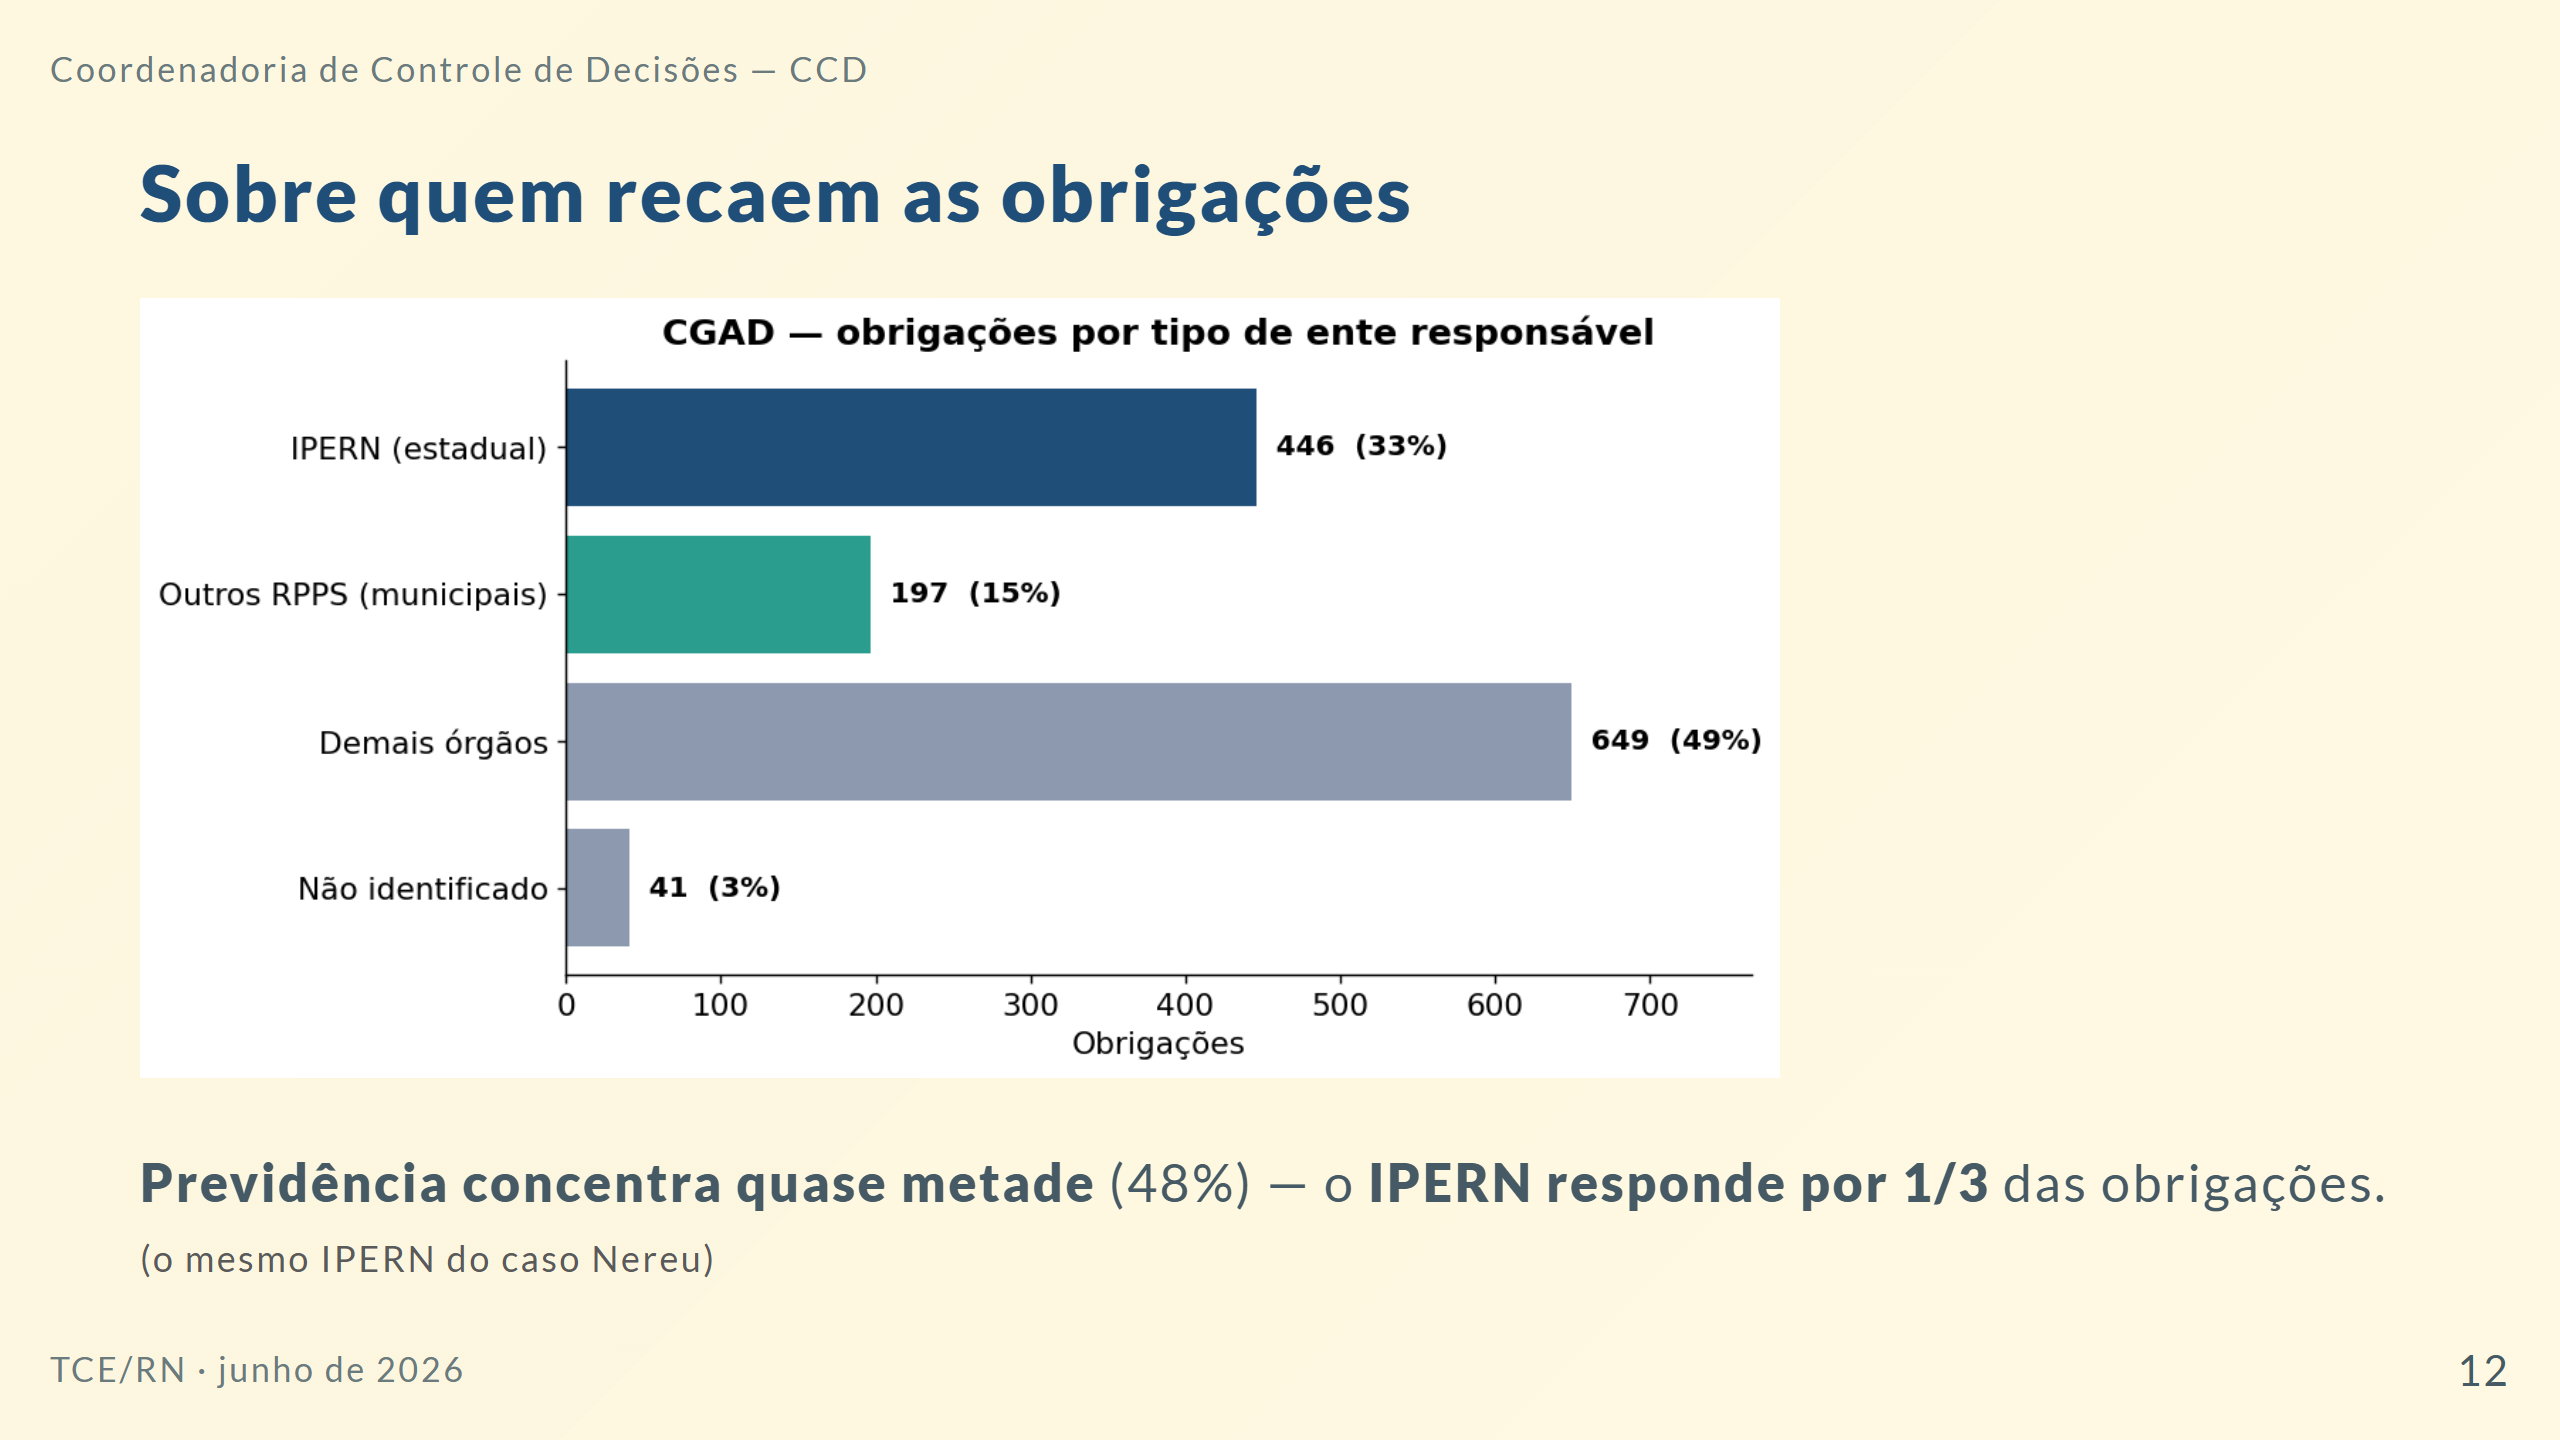 Coordenadoria de Controle de Decisões — CCD
Sobre quem recaem as obrigações
CGAD — obrigações por tipo de ente responsável
IPERN (estadual)
446 (33%)
Outros RPPS (municipais)
197 (15%)
Demais órgãos
649 (49%)
Não identificado
41 (3%)
0 100 200 300 400 500 600 700
Obrigações
Previdência concentra quase metade (48%) — o IPERN responde por 1/3 das obrigações.
(o mesmo IPERN do caso Nereu)
TCE/RN · junho de 2026
12